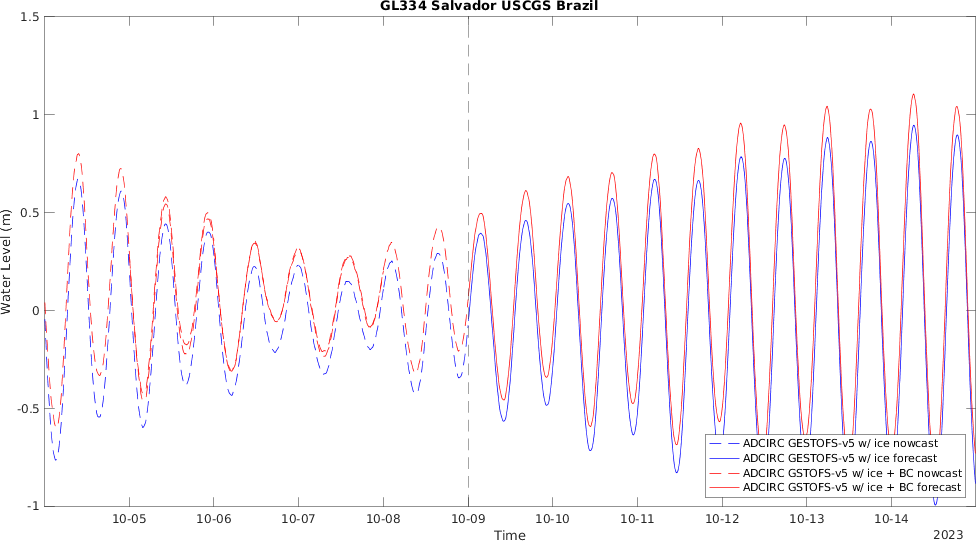 GL334 Salvador USCGS Brazil
1.5
1
0.5
0
-0.5
-1
Water Level (m)
10-05 10-06 10-07 10-08 10-09 10-10 10-11 10-12 10-13 10-14
Time
2023
ADCIRC GESTOFS-v5 w/ ice nowcast
ADCIRC GESTOFS-v5 w/ ice forecast
ADCIRC GSTOFS-v5 w/ ice + BC nowcast
ADCIRC GSTOFS-v5 w/ ice + BC forecast